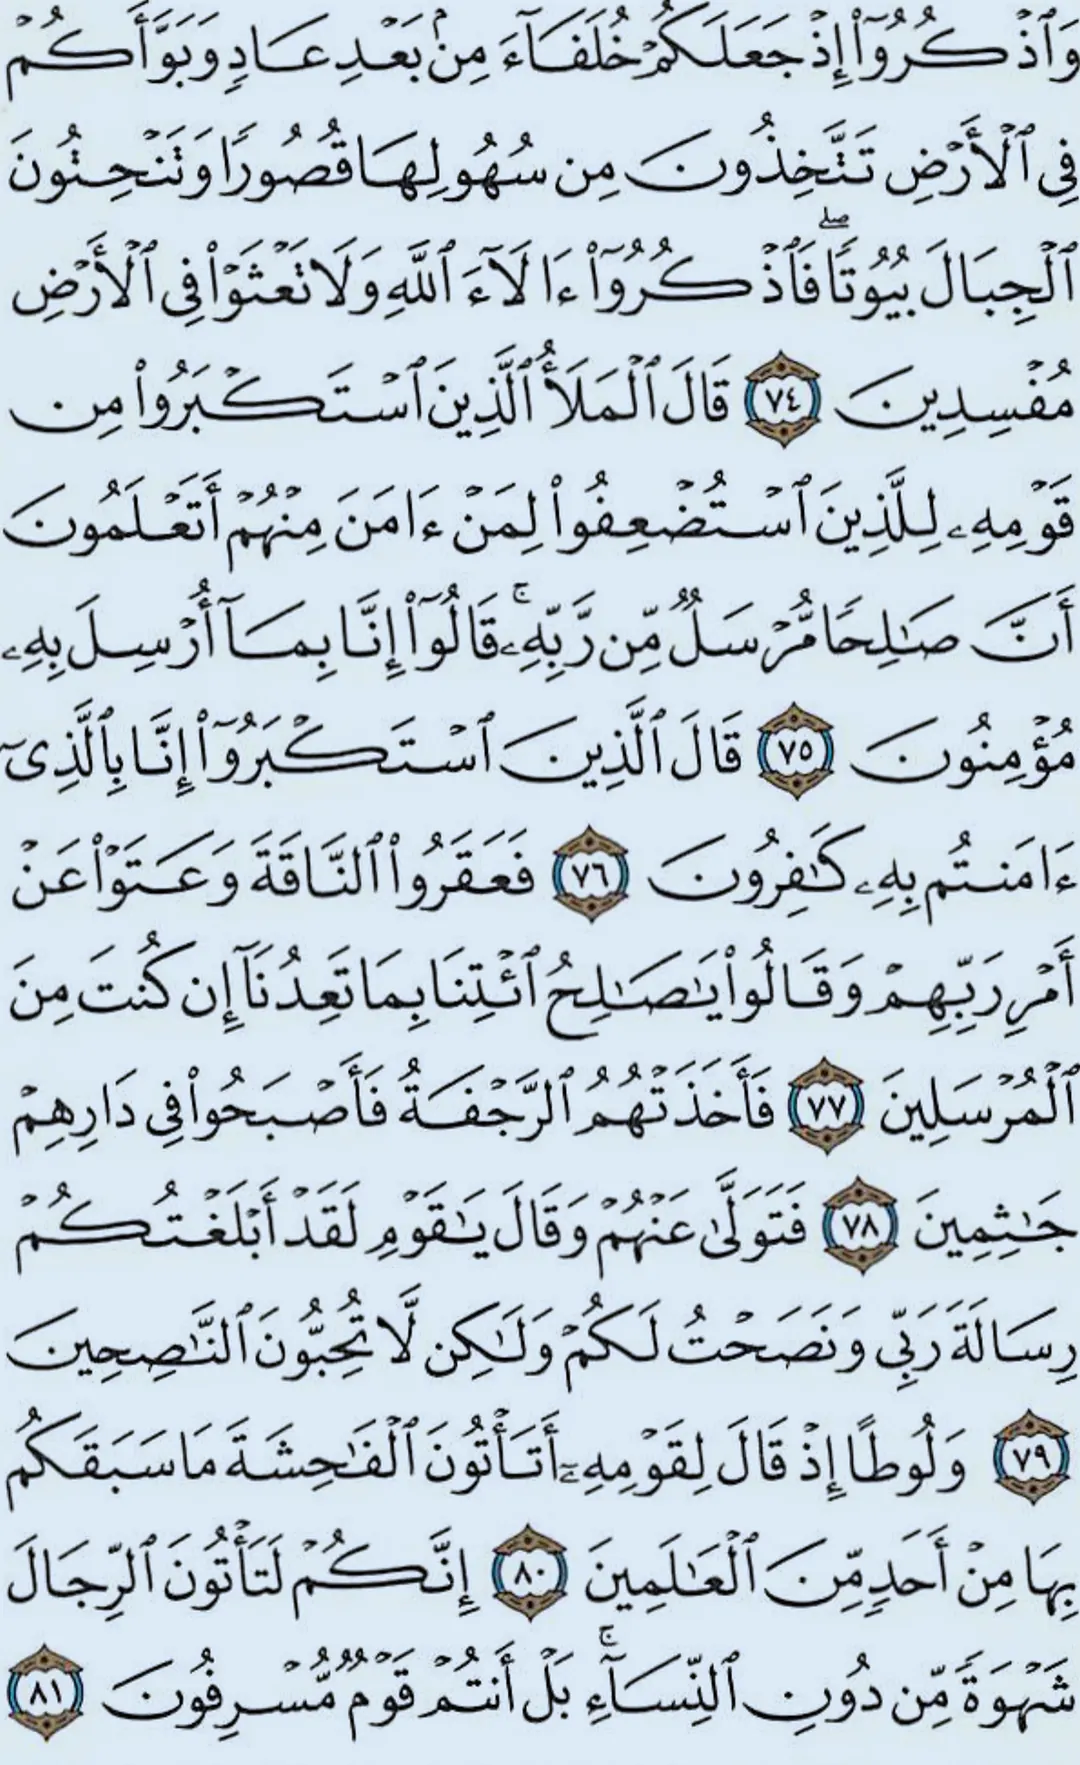 وَٱذۡكُرُوٓاْ إِذۡ جَعَلَكُمۡ خُلَفَآءَ مِنۢ بَعۡدِ عَادٖ وَبَوَّأَكُمۡ
فِي ٱلۡأَرۡضِ تَتَّخِذُونَ مِن سُهُولِهَا قُصُورٗا وَتَنۡحِتُونَ
ٱلۡجِبَالَ بُيُوتٗاۖ فَٱذۡكُرُوٓاْ ءَالَآءَ ٱللَّهِ وَلَا تَعۡثَوۡاْ فِي ٱلۡأَرۡضِ
مُفۡسِدِينَ ٧٤ قَالَ ٱلۡمَلَأُ ٱلَّذِينَ ٱسۡتَكۡبَرُواْ مِن
قَوۡمِهِۦ لِلَّذِينَ ٱسۡتُضۡعِفُواْ لِمَنۡ ءَامَنَ مِنۡهُمۡ أَتَعۡلَمُونَ
أَنَّ صَٰلِحٗا مُّرۡسَلٞ مِّن رَّبِّهِۦۚ قَالُوٓاْ إِنَّا بِمَآ أُرۡسِلَ بِهِۦ
مُؤۡمِنُونَ ٧٥ قَالَ ٱلَّذِينَ ٱسۡتَكۡبَرُوٓاْ إِنَّا بِٱلَّذِيٓ
ءَامَنتُم بِهِۦ كَٰفِرُونَ ٧٦ فَعَقَرُواْ ٱلنَّاقَةَ وَعَتَوۡاْ عَنۡ
أَمۡرِ رَبِّهِمۡ وَقَالُواْ يَٰصَٰلِحُ ٱئۡتِنَا بِمَا تَعِدُنَآ إِن كُنتَ مِنَ
ٱلۡمُرۡسَلِينَ ٧٧ فَأَخَذَتۡهُمُ ٱلرَّجۡفَةُ فَأَصۡبَحُواْ فِي دَارِهِمۡ
جَٰثِمِينَ ٧٨ فَتَوَلَّىٰ عَنۡهُمۡ وَقَالَ يَٰقَوۡمِ لَقَدۡ أَبۡلَغۡتُكُمۡ
رِسَالَةَ رَبِّي وَنَصَحۡتُ لَكُمۡ وَلَٰكِن لَّا تُحِبُّونَ ٱلنَّٰصِحِينَ
٧٩ وَلُوطًا إِذۡ قَالَ لِقَوۡمِهِۦٓ أَتَأۡتُونَ ٱلۡفَٰحِشَةَ مَا سَبَقَكُم
بِهَا مِنۡ أَحَدٖ مِّنَ ٱلۡعَٰلَمِينَ ٨٠ إِنَّكُمۡ لَتَأۡتُونَ ٱلرِّجَالَ
شَهۡوَةٗ مِّن دُونِ ٱلنِّسَآءِۚ بَلۡ أَنتُمۡ قَوۡمٞ مُّسۡرِفُونَ ٨١